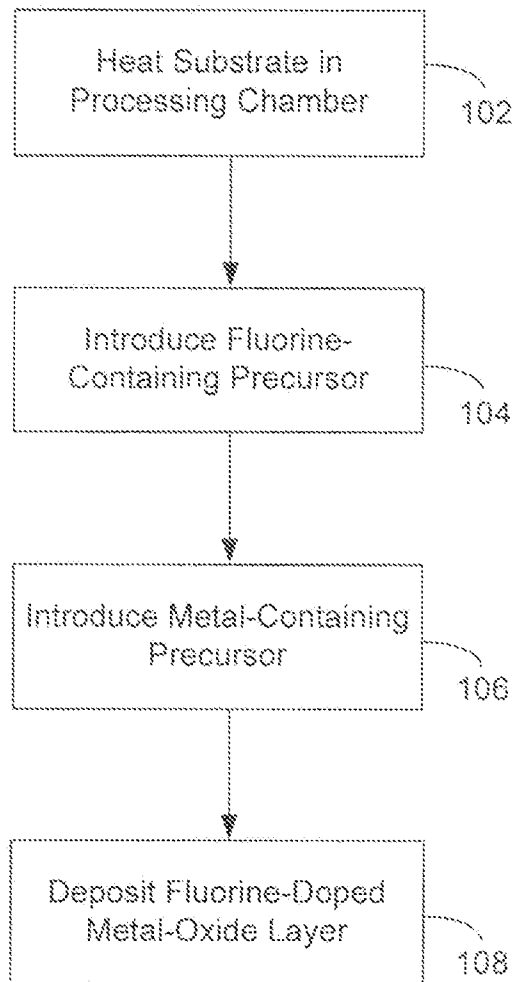 Heat Substrate in
Processing Chamber
102
Introduce Fluorine-
Containing Precursor
104
Introduce Metal-Containing
Precursor
106
Deposit Fluorine-Doped
Metal-Oxide Layer
108